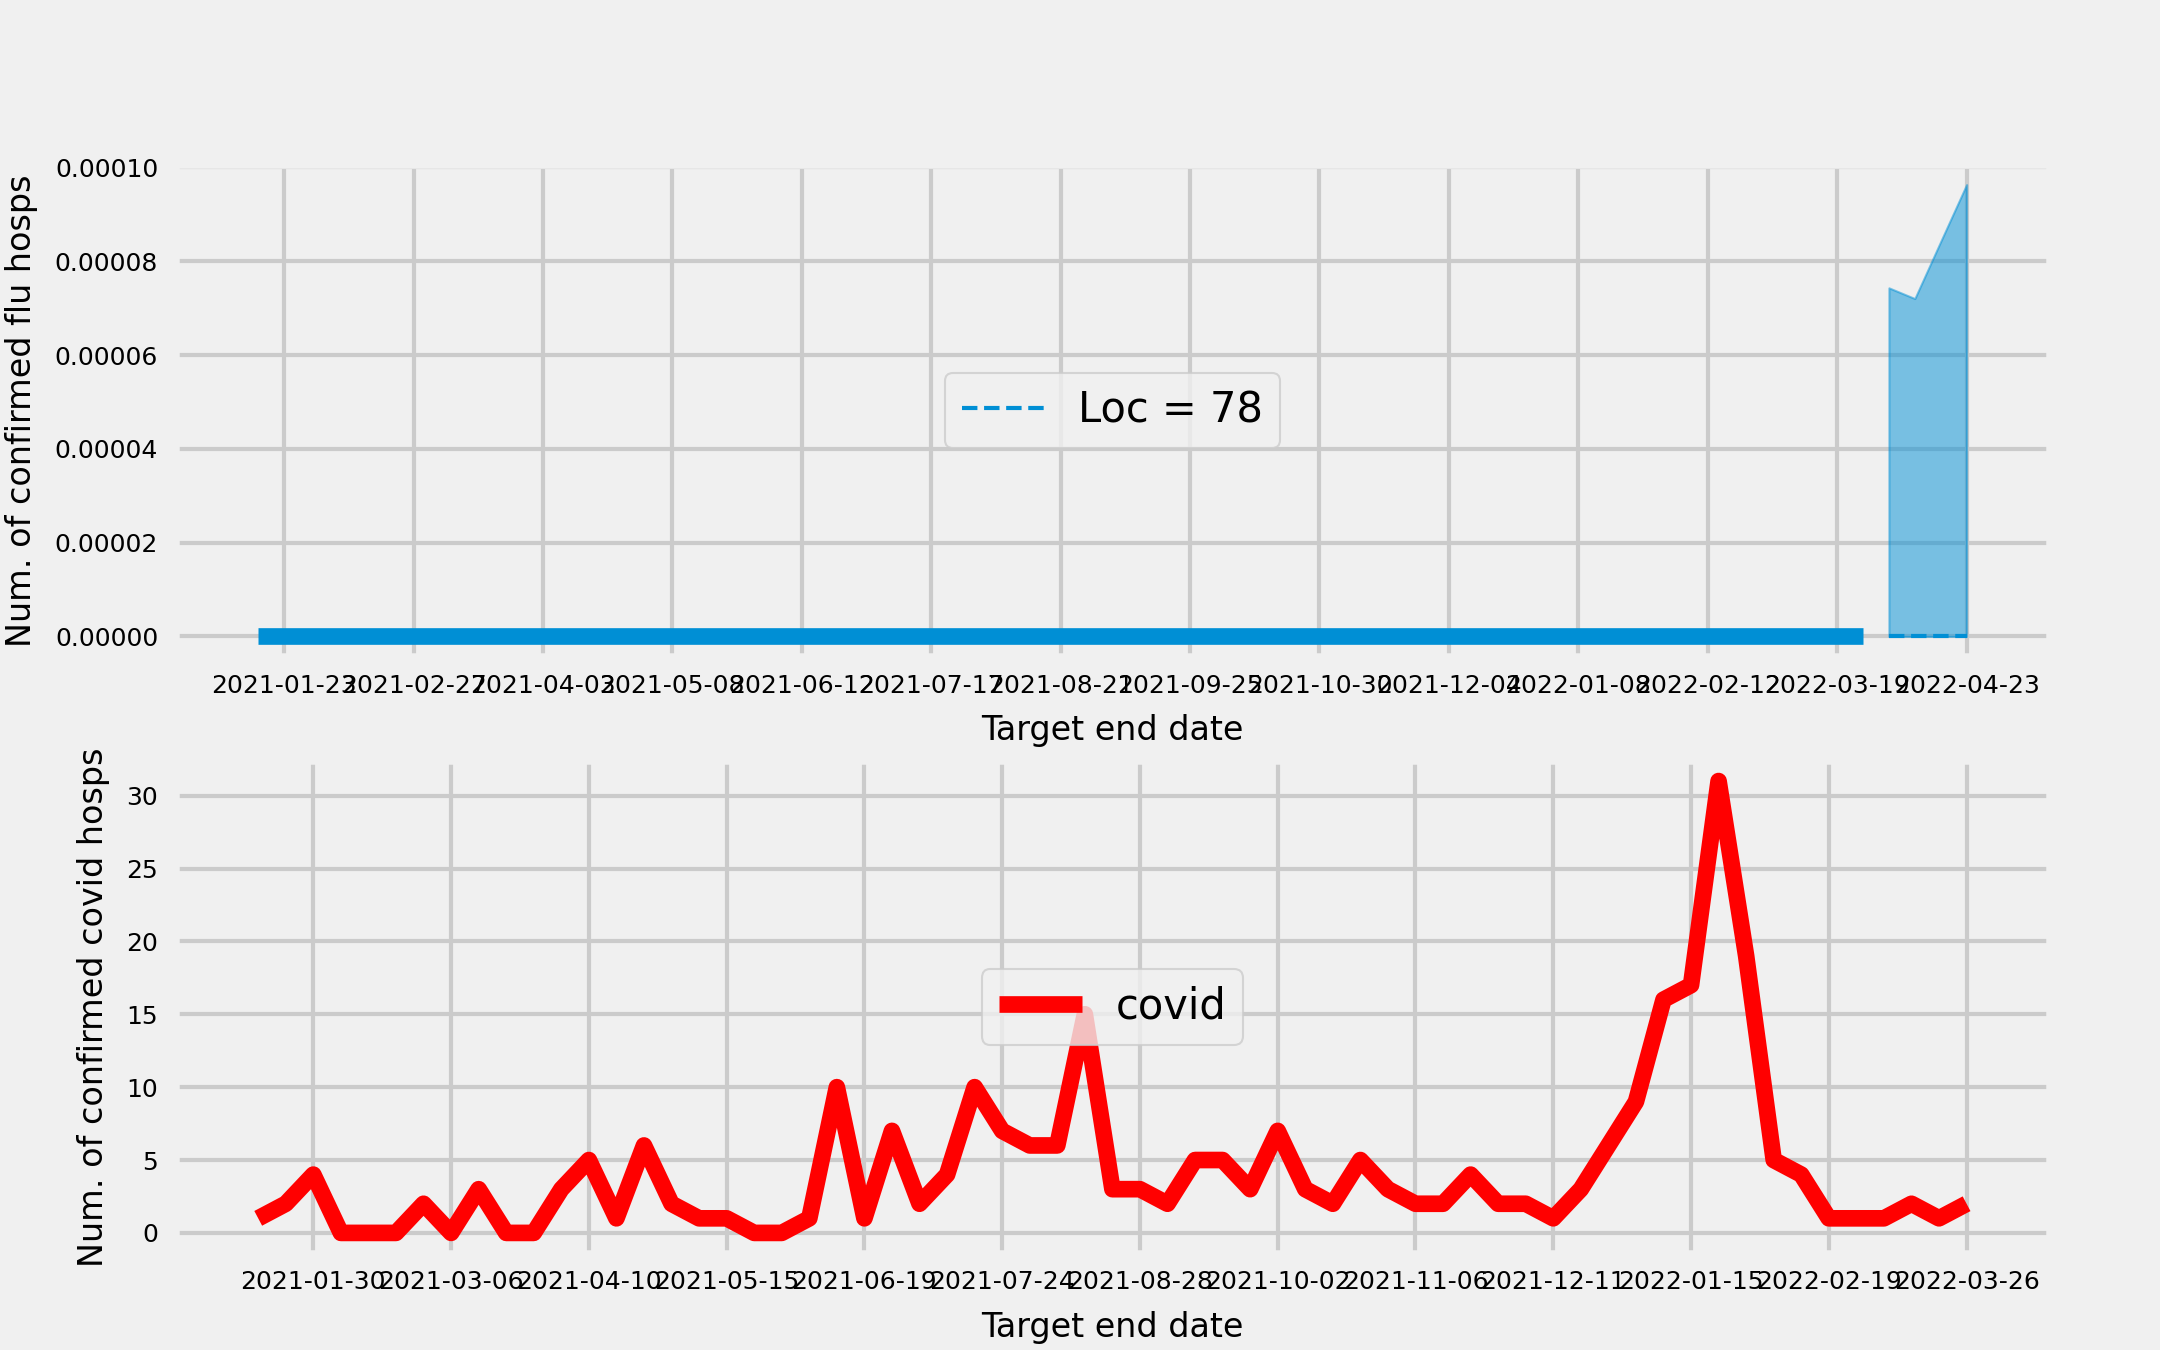 Num. of confirmed flu hosps
0.00010
0.00008
0.00006
0.00004
0.00002
0.00000
Loc = 78
2021-01-23 2021-02-27 2021-04-03 2021-05-08 2021-06-12 2021-07-17 2021-08-21 2021-09-25 2021-10-30 2021-12-04 2022-01-08 2022-02-12 2022-03-19 2022-04-23
Target end date
Num. of confirmed covid hosps
30
25
20
15
10
5
0
covid
2021-01-30 2021-03-06 2021-04-10 2021-05-15 2021-06-19 2021-07-24 2021-08-28 2021-10-02 2021-11-06 2021-12-11 2022-01-15 2022-02-19 2022-03-26
Target end date